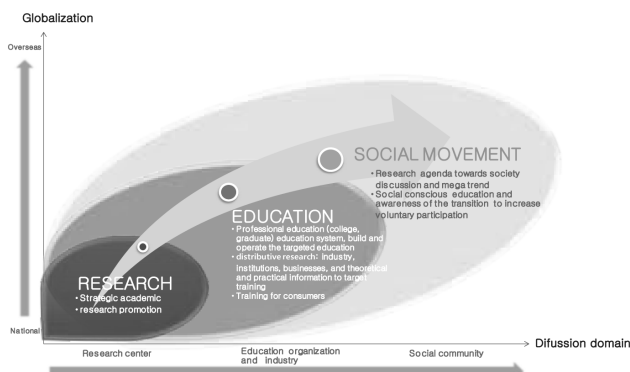 Globalization
Overseas
SOCIAL MOVEMENT
• Research agenda towards society
discussion and mega trend
• Social conscious education and
awareness of the transition to increase
voluntary participation
EDUCATION
• Professional education (college,
graduate) education system, build and
operate the targeted education
• distributive research: Industry,
institutions, businesses, and theoretical
and practical information to target
training
• Training for consumers
RESEARCH
• Strategic academic
• research promotion
National
Difussion domain
Research center
Education organization
and industry
Social community